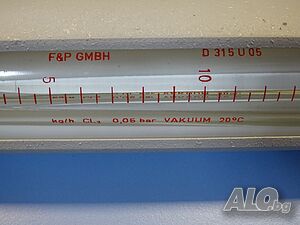 F&P GMBH D 315 U 05
5 10
kg/h CL₂ 0,05 bar VAKUUM 20°C
ALO.bg